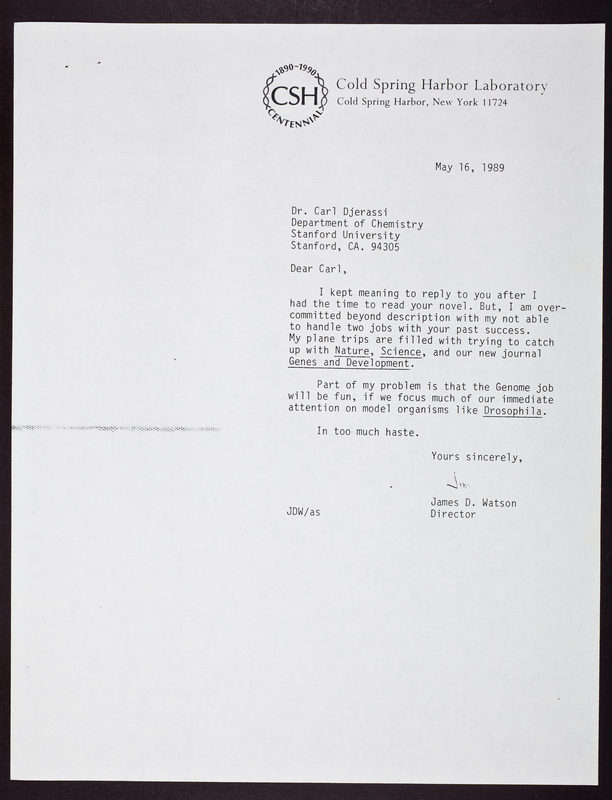 1890-1990
CSH
CENTENNIAL
Cold Spring Harbor Laboratory
Cold Spring Harbor, New York 11724
May 16, 1989
Dr. Carl Djerassi
Department of Chemistry
Stanford University
Stanford, CA. 94305
Dear Carl,
I kept meaning to reply to you after I
had the time to read your novel. But, I am over-
committed beyond description with my not able
to handle two jobs with your past success.
My plane trips are filled with trying to catch
up with Nature, Science, and our new journal
Genes and Development.
Part of my problem is that the Genome job
will be fun, if we focus much of our immediate
attention on model organisms like Drosophila.
In too much haste.
Yours sincerely,
Jim
James D. Watson
JDW/as
Director